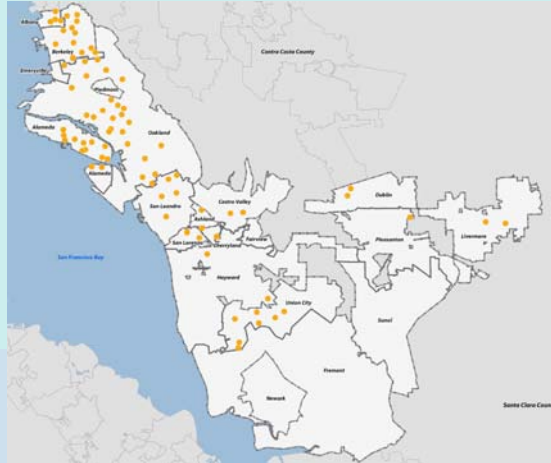 Albany
Contra Costa County
Berkeley
Emeryville
Piedmont
Alameda
Oakland
Alameda
San Leandro
Castro Valley
Dublin
Ashland
San Lorenzo
Cherryland
Fairview
Pleasanton
Livermore
San Francisco Bay
Hayward
Union City
Sunol
Fremont
Newark
Santa Clara Coun